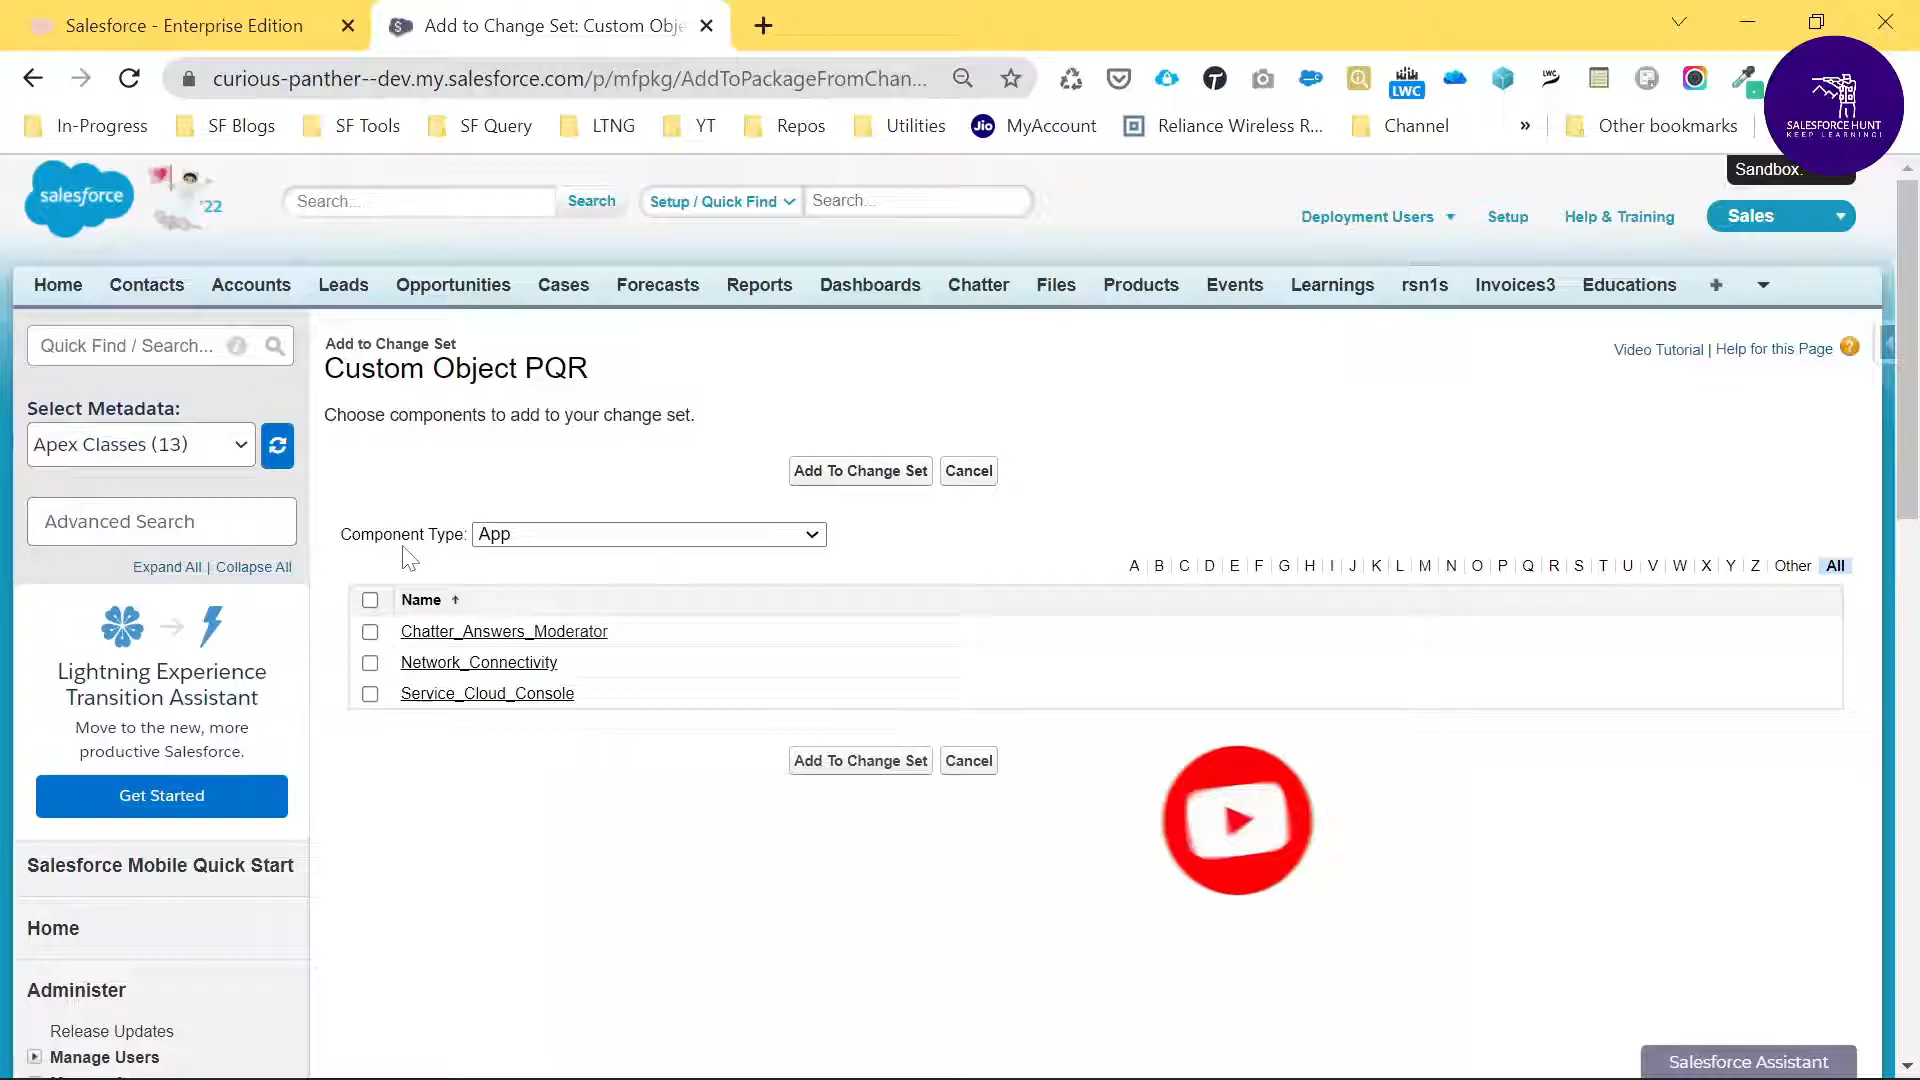 Salesforce - Enterprise Edition
Add to Change Set: Custom Obje
curious-panther--dev.my.salesforce.com/p/mfpkg/AddToPackageFromChan...
LWC
LWC
In-Progress
SF Blogs
SF Tools
SF Query
LTNG
YT
Repos
Utilities
Jio
MyAccount
Reliance Wireless R...
Channel
»
Other bookmarks
SALESFORCE HUNT
KEEP LEARNING!
Sandbox:
salesforce
'22
Search...
Search
Setup / Quick Find
Search...
Deployment Users
Setup
Help & Training
Sales
Home
Contacts
Accounts
Leads
Opportunities
Cases
Forecasts
Reports
Dashboards
Chatter
Files
Products
Events
Learnings
rsn1s
Invoices3
Educations
+
Quick Find / Search...
Select Metadata:
Apex Classes (13)
Advanced Search
Expand All | Collapse All
Lightning Experience
Transition Assistant
Move to the new, more
productive Salesforce.
Get Started
Salesforce Mobile Quick Start
Home
Administer
Release Updates
Manage Users
Add to Change Set
Custom Object PQR
Video Tutorial | Help for this Page
Choose components to add to your change set.
Add To Change Set
Cancel
Component Type: App
A | B | C | D | E | F | G | H | I | J | K | L | M | N | O | P | Q | R | S | T | U | V | W | X | Y | Z | Other All
Name
Chatter_Answers_Moderator
Network_Connectivity
Service_Cloud_Console
Add To Change Set
Cancel
Salesforce Assistant